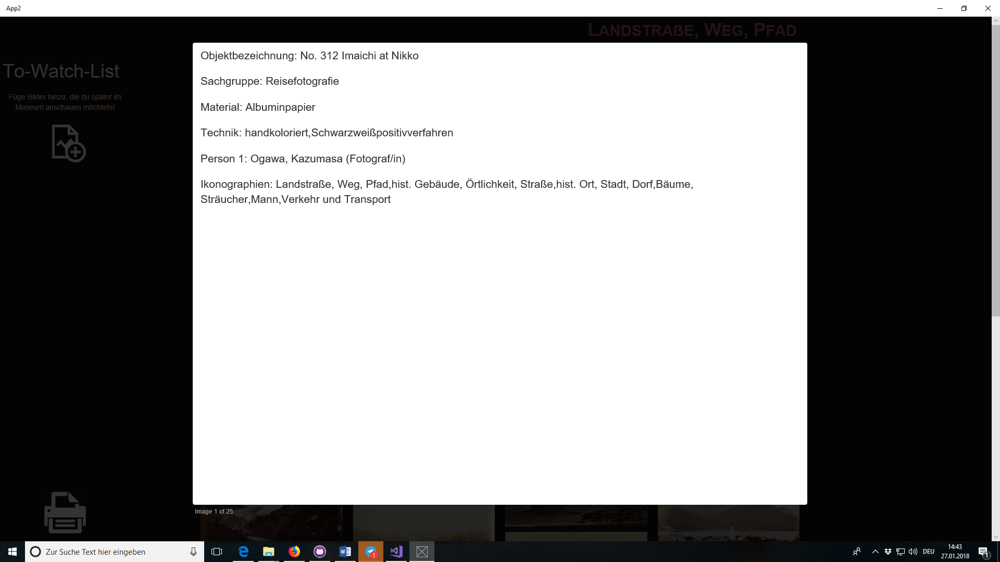 App2
LANDSTRAßE, WEG, PFAD
To-Watch-List
Füge Bilder hinzu, die du später im
Museum anschauen möchtetst
Objektbezeichnung: No. 312 Imaichi at Nikko
Sachgruppe: Reisefotografie
Material: Albuminpapier
Technik: handkoloriert,Schwarzweißpositivverfahren
Person 1: Ogawa, Kazumasa (Fotograf/in)
Ikonographien: Landstraße, Weg, Pfad,hist. Gebäude, Örtlichkeit, Straße,hist. Ort, Stadt, Dorf,Bäume,
Sträucher,Mann,Verkehr und Transport
Image 1 of 25
Zur Suche Text hier eingeben
1
DEU
14:43
27.01.2018
1